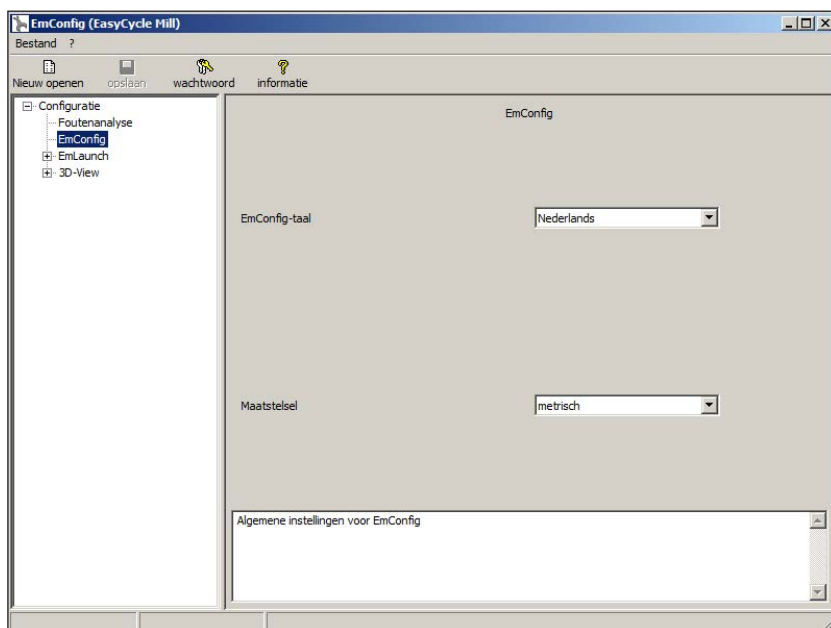 EmConfig (EasyCycle Mill)
Bestand ?
Nieuw openen opslaan wachtwoord informatie
Configuratie
Foutenanalyse
EmConfig
EmLaunch
3D-View
EmConfig
EmConfig-taal Nederlands
Maatstelsel metrisch
Algemene instellingen voor EmConfig